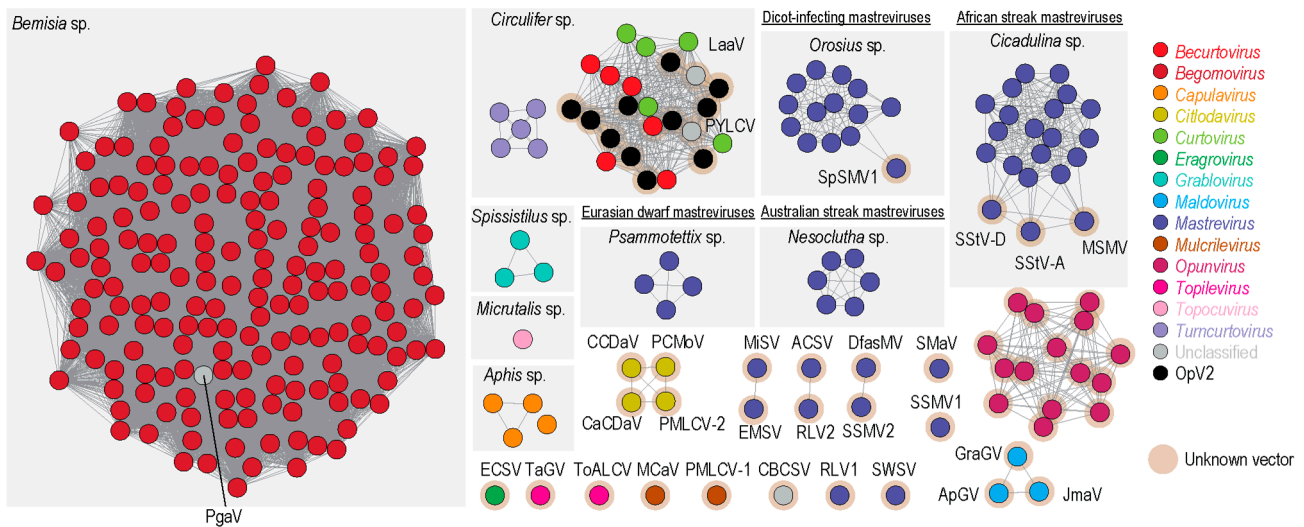 Bemisia sp.
PgaV
Circulifer sp.
LaaV
PYLCV
Dicot-infecting mastreviruses
Orosius sp.
SpSMV1
African streak mastreviruses
Cicadulina sp.
SStV-D
SStV-A
MSMV
Spissistilus sp.
Eurasian dwarf mastreviruses
Psammotettix sp.
Australian streak mastreviruses
Nesoclutha sp.
Micrutalis sp.
Aphis sp.
CCDaV
PCMoV
CaCDaV
PMLCV-2
MiSV
ACSV
DfasMV
SMaV
EMSV
RLV2
SSMV2
SSMV1
ECSV
TaGV
ToALCV
MCaV
PMLCV-1
CBCSV
RLV1
SWSV
GraGV
ApGV
JmaV
Becurtovirus
Begomovirus
Capulavirus
Citlodavirus
Curtovirus
Eragrovirus
Grablovirus
Maldovirus
Mastrevirus
Mulcrilevirus
Opunvirus
Topilevirus
Topocuvirus
Turncurtovirus
Unclassified
OpV2
Unknown vector